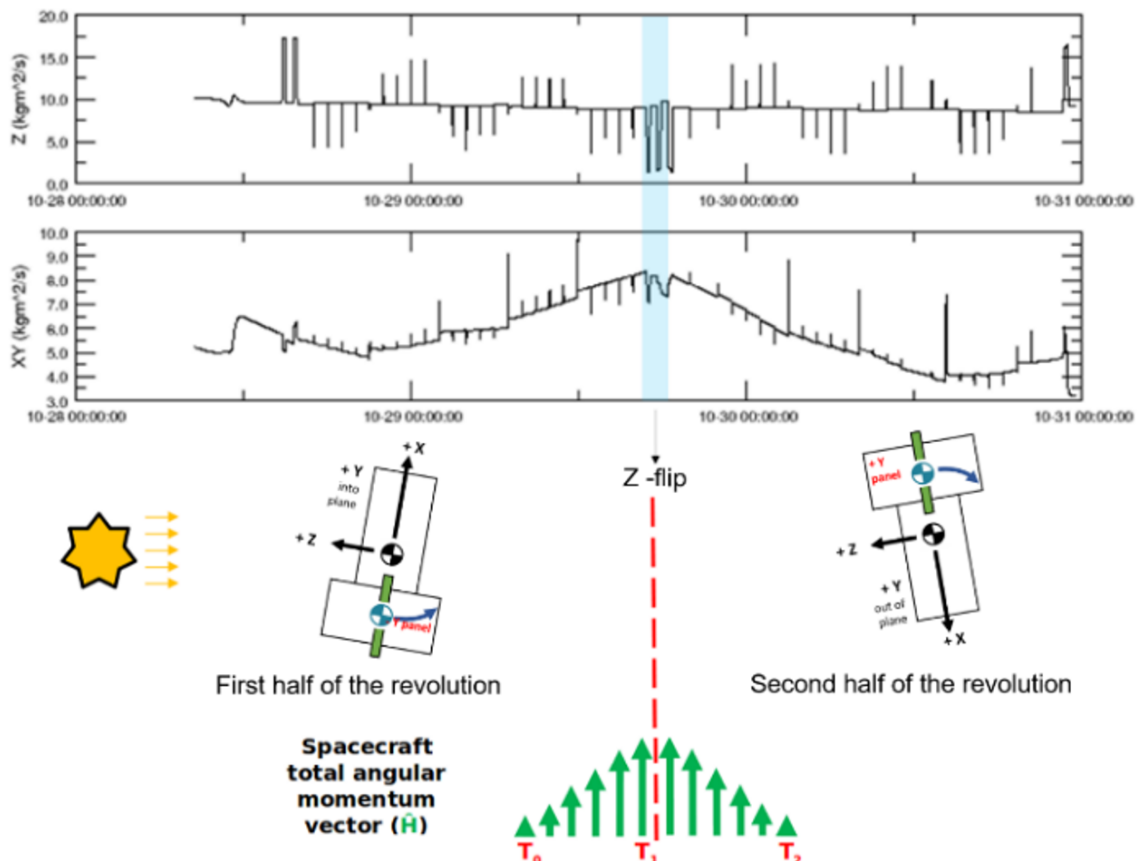 20.0
15.0
10.0
5.0
0.0
Z (kgm^2/s)
10-28 00:00:00 10-29 00:00:00 10-30 00:00:00 10-31 00:00:00
10.0
9.0
8.0
7.0
6.0
5.0
4.0
3.0
XY (kgm^2/s)
10-28 00:00:00 10-29 00:00:00 10-30 00:00:00 10-31 00:00:00
Z -flip
+ X
+ Y
into
plane
+ Z
Y panel
First half of the revolution
+ Y
panel
+ Z
+ Y
out of
plane
+ X
Second half of the revolution
Spacecraft
total angular
momentum
vector (Ĥ)
T₀ T₁ T₂